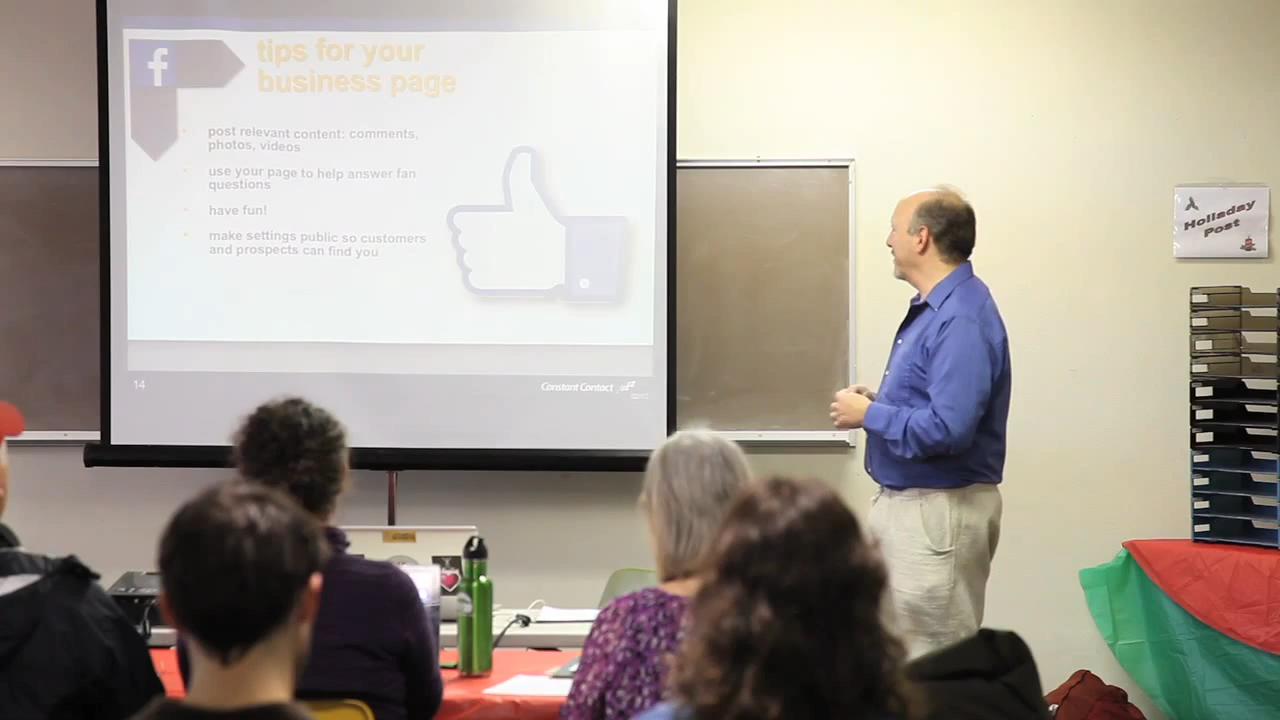 f
tips for your
business page
post relevant content: comments,
photos, videos
use your page to help answer fan
questions
have fun!
make settings public so customers
and prospects can find you
14
Constant Contact
Holladay
Post